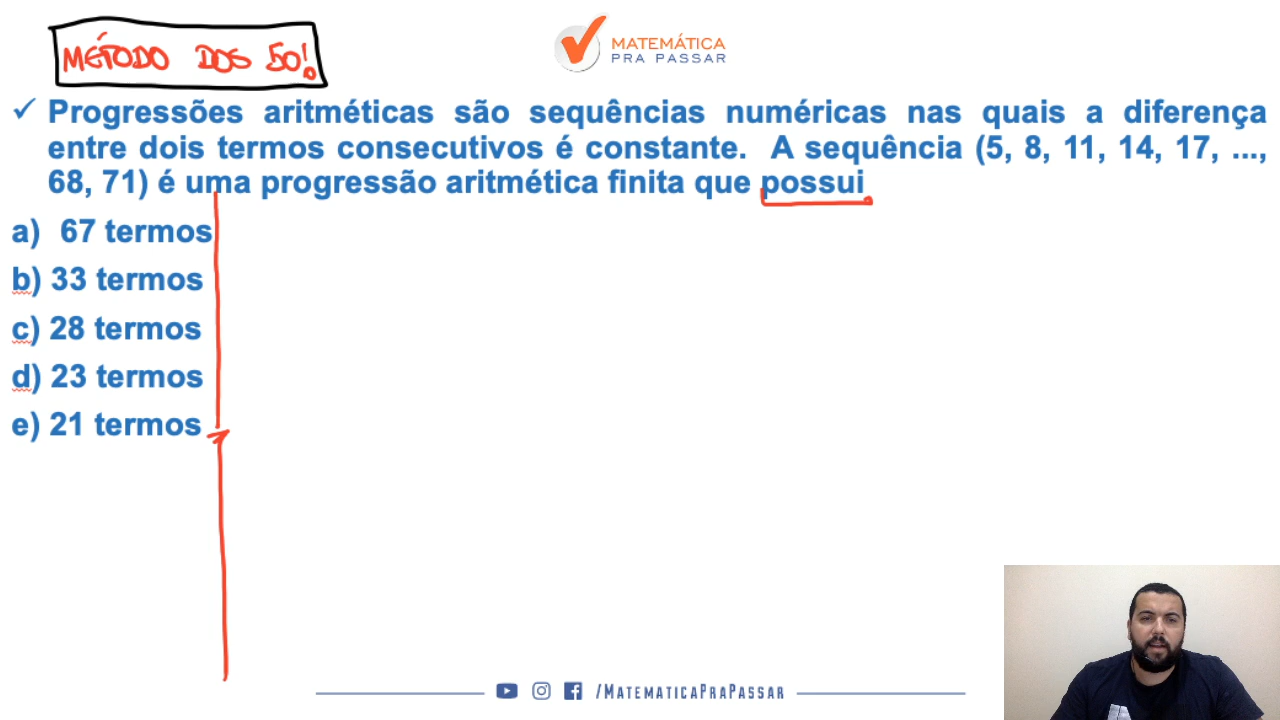 MÉTODO DOS 50!
MATEMÁTICA
PRA PASSAR
✓ Progressões aritméticas são sequências numéricas nas quais a diferença
entre dois termos consecutivos é constante. A sequência (5, 8, 11, 14, 17, ...,
68, 71) é uma progressão aritmética finita que possui
a) 67 termos
b) 33 termos
c) 28 termos
d) 23 termos
e) 21 termos
/MATEMATICAPRAPASSAR